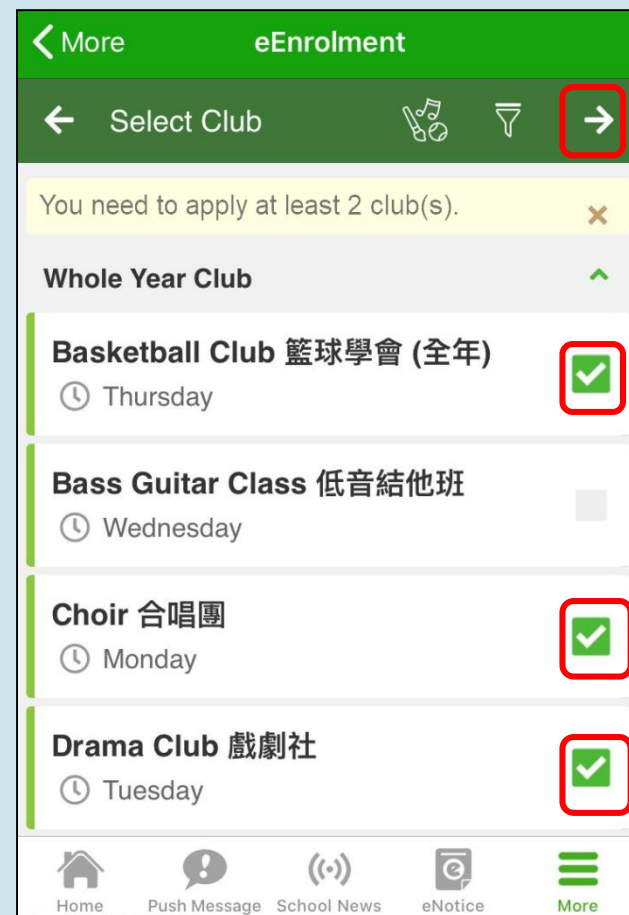 More
eEnrolment
Select Club
You need to apply at least 2 club(s).
Whole Year Club
Basketball Club 籃球學會 (全年)
Thursday
Bass Guitar Class 低音結他班
Wednesday
Choir 合唱團
Monday
Drama Club 戲劇社
Tuesday
Home
Push Message
School News
eNotice
More